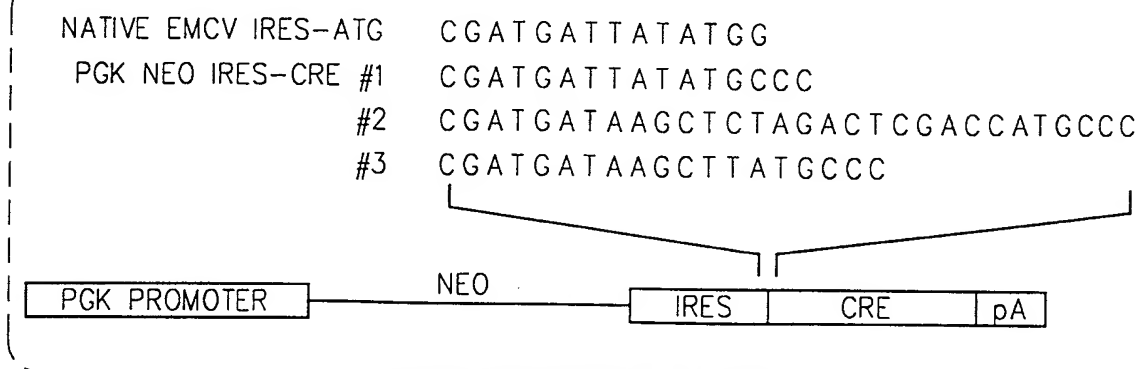 NATIVE EMCV IRES-ATG CGATGATTATATGG
PGK NEO IRES-CRE #1 CGATGATTATATGCCC
#2 CGATGATAAGCTCTAGACTCGACCATGCCC
#3 CGATGATAAGCTTATGCCC
NEO
PGK PROMOTER IRES CRE pA